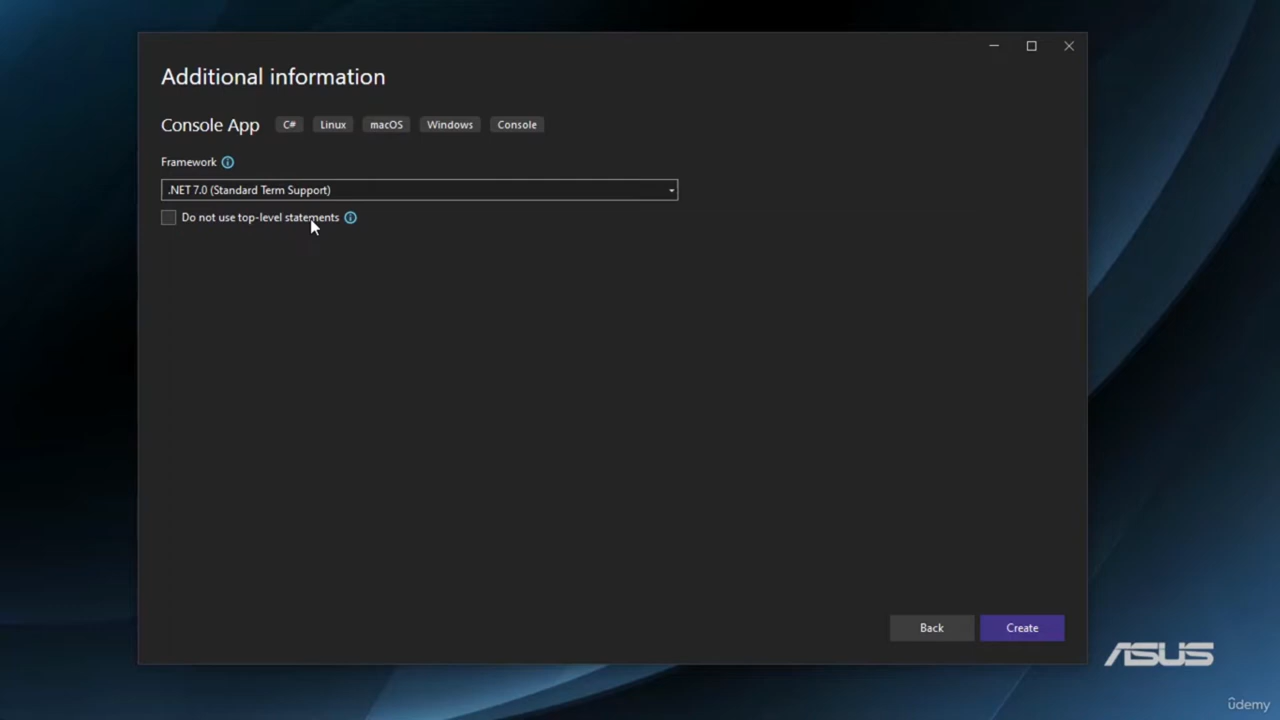 Additional information
Console App C# Linux macOS Windows Console
Framework
.NET 7.0 (Standard Term Support)
Do not use top-level statements
Back Create
ASUS
ûdemy